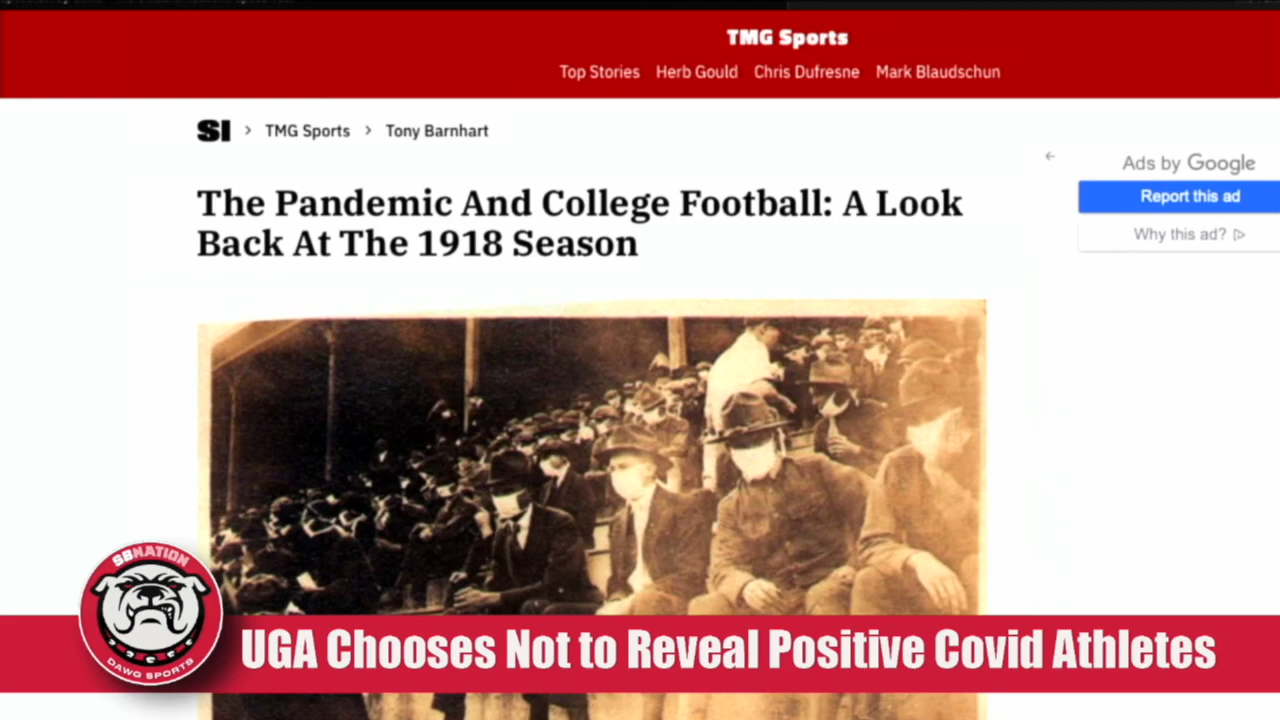 TMG Sports
Top Stories Herb Gould Chris Dufresne Mark Blaudschun
SI > TMG Sports > Tony Barnhart
Ads by Google
Report this ad
Why this ad?
The Pandemic And College Football: A Look
Back At The 1918 Season
SBNATION
DAWG SPORTS
UGA Chooses Not to Reveal Positive Covid Athletes